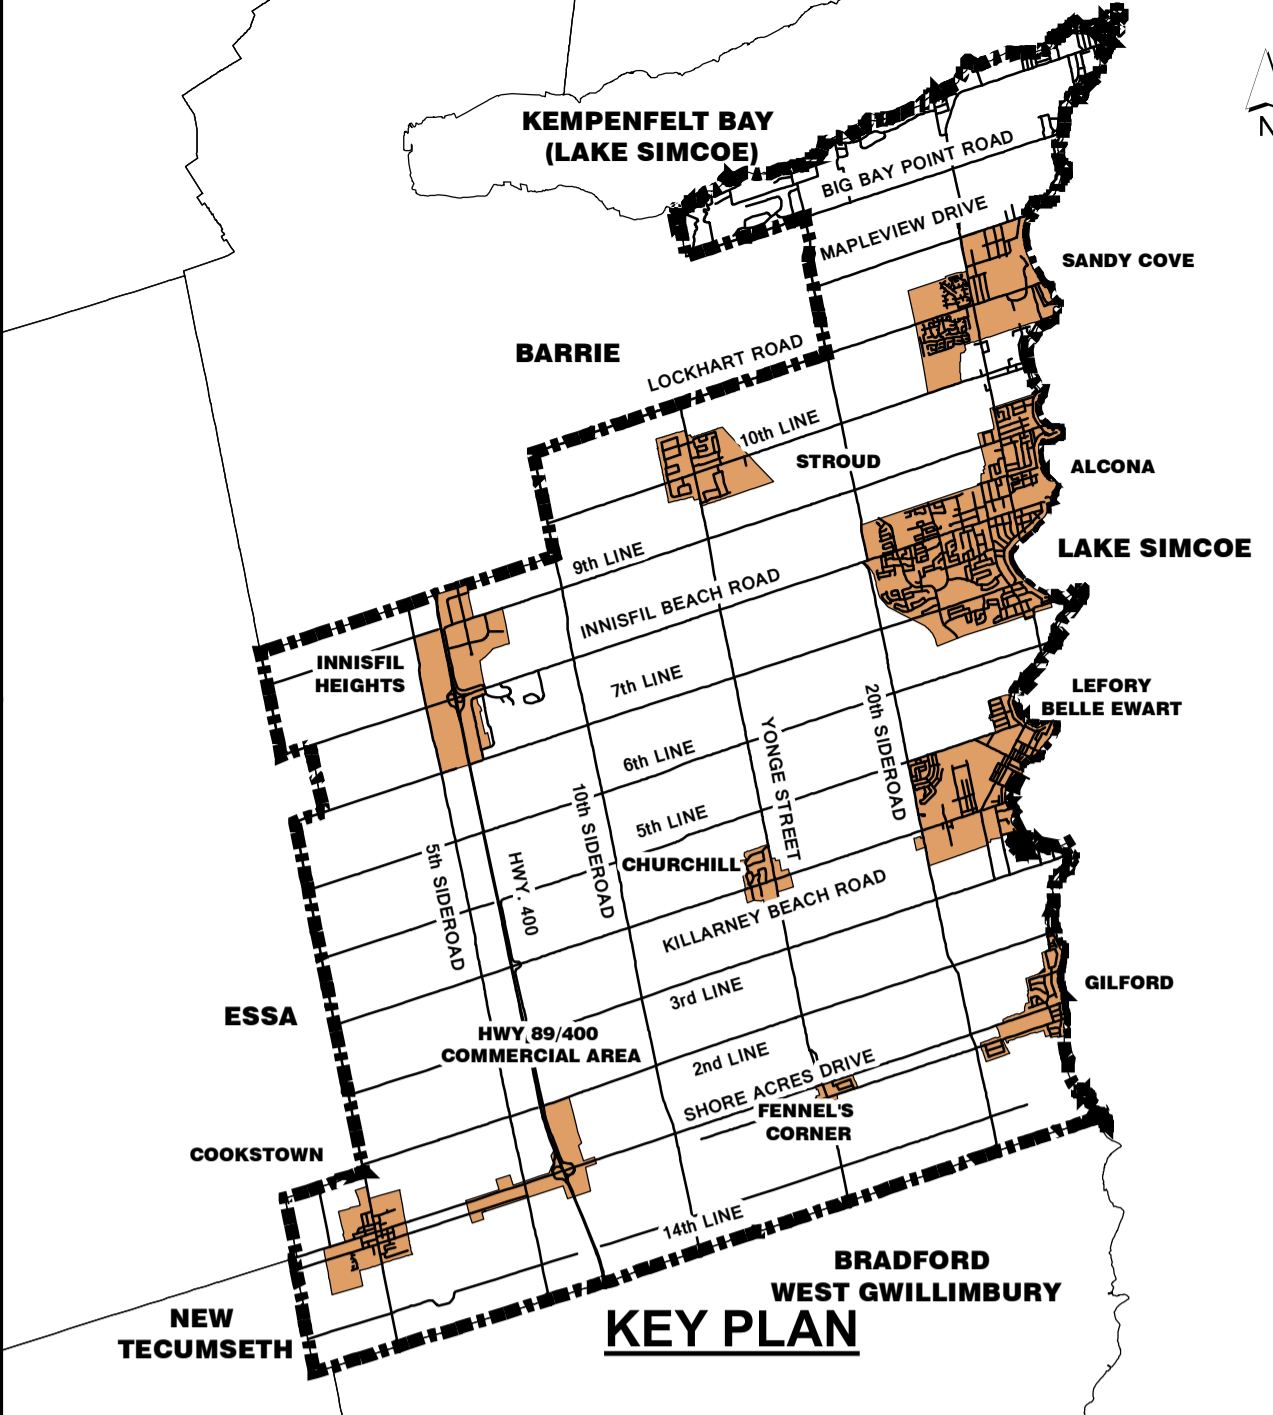 KEMPENFELT BAY
(LAKE SIMCOE)
N
BIG BAY POINT ROAD
MAPLEVIEW DRIVE
SANDY COVE
BARRIE
LOCKHART ROAD
10th LINE
STROUD
ALCONA
LAKE SIMCOE
9th LINE
INNISFIL BEACH ROAD
INNISFIL
HEIGHTS
7th LINE
LEFORY
BELLE EWART
20th SIDEROAD
YONGE STREET
6th LINE
10th SIDEROAD
5th LINE
5th SIDEROAD
HWY. 400
CHURCHILL
KILLARNEY BEACH ROAD
3rd LINE
GILFORD
ESSA
HWY 89/400
COMMERCIAL AREA
2nd LINE
SHORE ACRES DRIVE
FENNEL'S
CORNER
COOKSTOWN
14th LINE
BRADFORD
WEST GWILLIMBURY
NEW
TECUMSETH
KEY PLAN